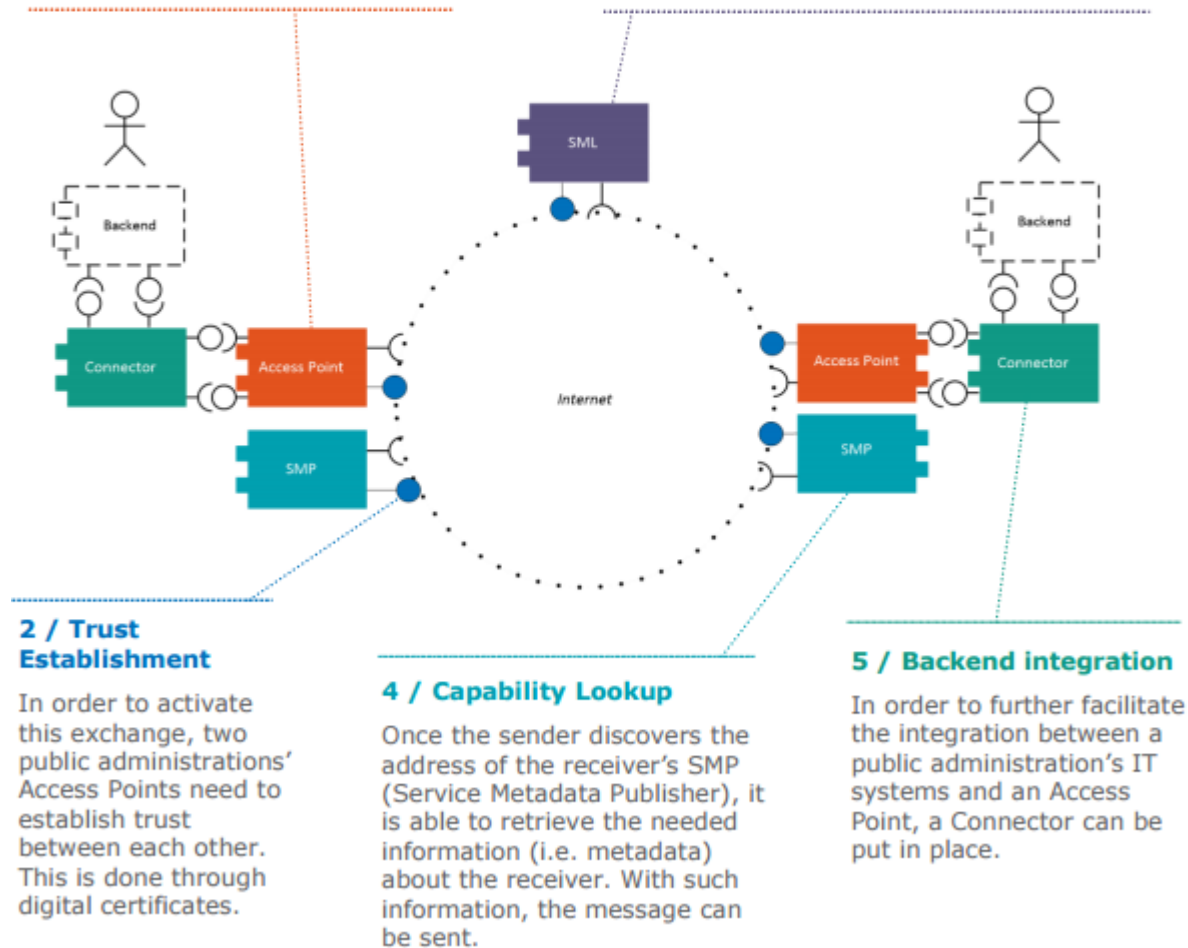 SML
Backend
Backend
Connector
Access Point
Access Point
Connector
Internet
SMP
SMP
2 / Trust
Establishment
In order to activate
this exchange, two
public administrations’
Access Points need to
establish trust
between each other.
This is done through
digital certificates.
4 / Capability Lookup
Once the sender discovers the
address of the receiver’s SMP
(Service Metadata Publisher), it
is able to retrieve the needed
information (i.e. metadata)
about the receiver. With such
information, the message can
be sent.
5 / Backend integration
In order to further facilitate
the integration between a
public administration’s IT
systems and an Access
Point, a Connector can be
put in place.